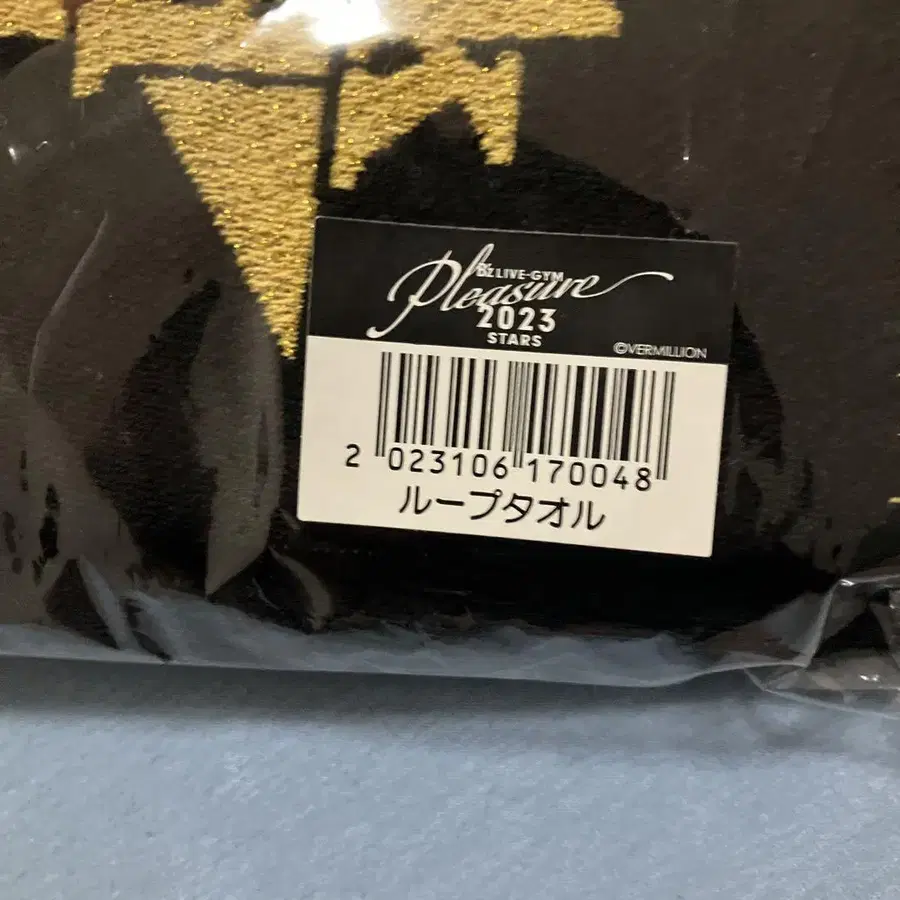 B'z LIVE-GYM
Pleasure
2023
STARS
©VERMILLION
2 023106 170048
ループタオル